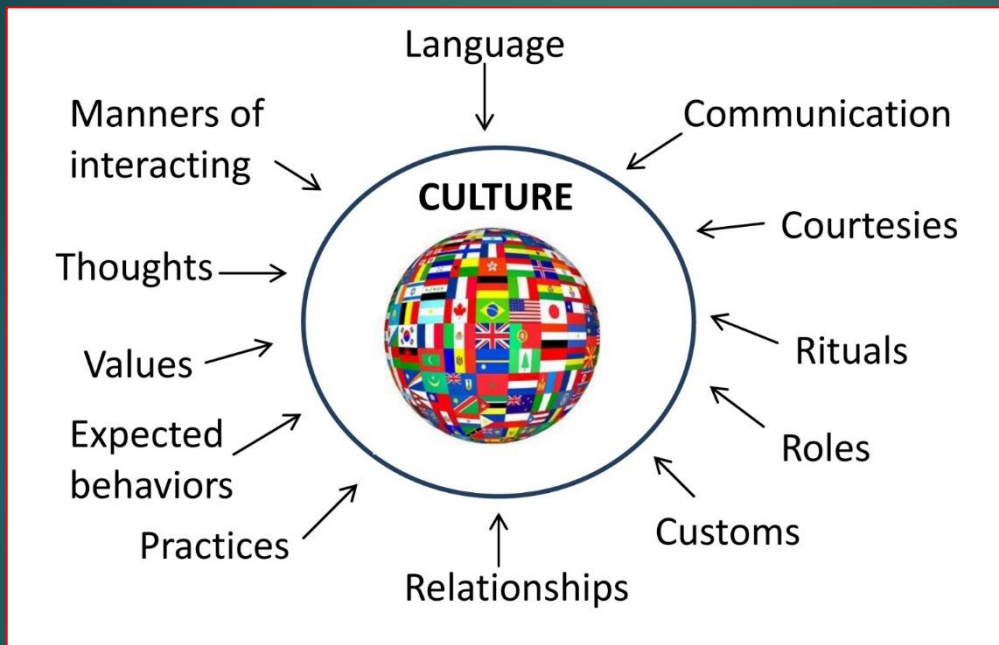 Language
Manners of
interacting
Communication
CULTURE
Courtesies
Thoughts
Values
Rituals
Expected
behaviors
Roles
Practices
Customs
Relationships